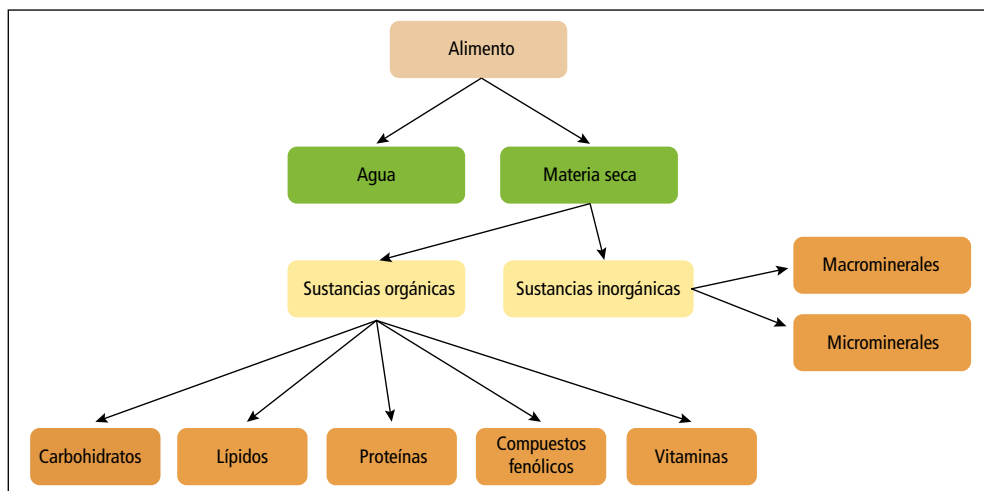 Alimento
Agua
Materia seca
Sustancias orgánicas
Sustancias inorgánicas
Macrominerales
Microminerales
Carbohidratos
Lípidos
Proteínas
Compuestos
fenólicos
Vitaminas